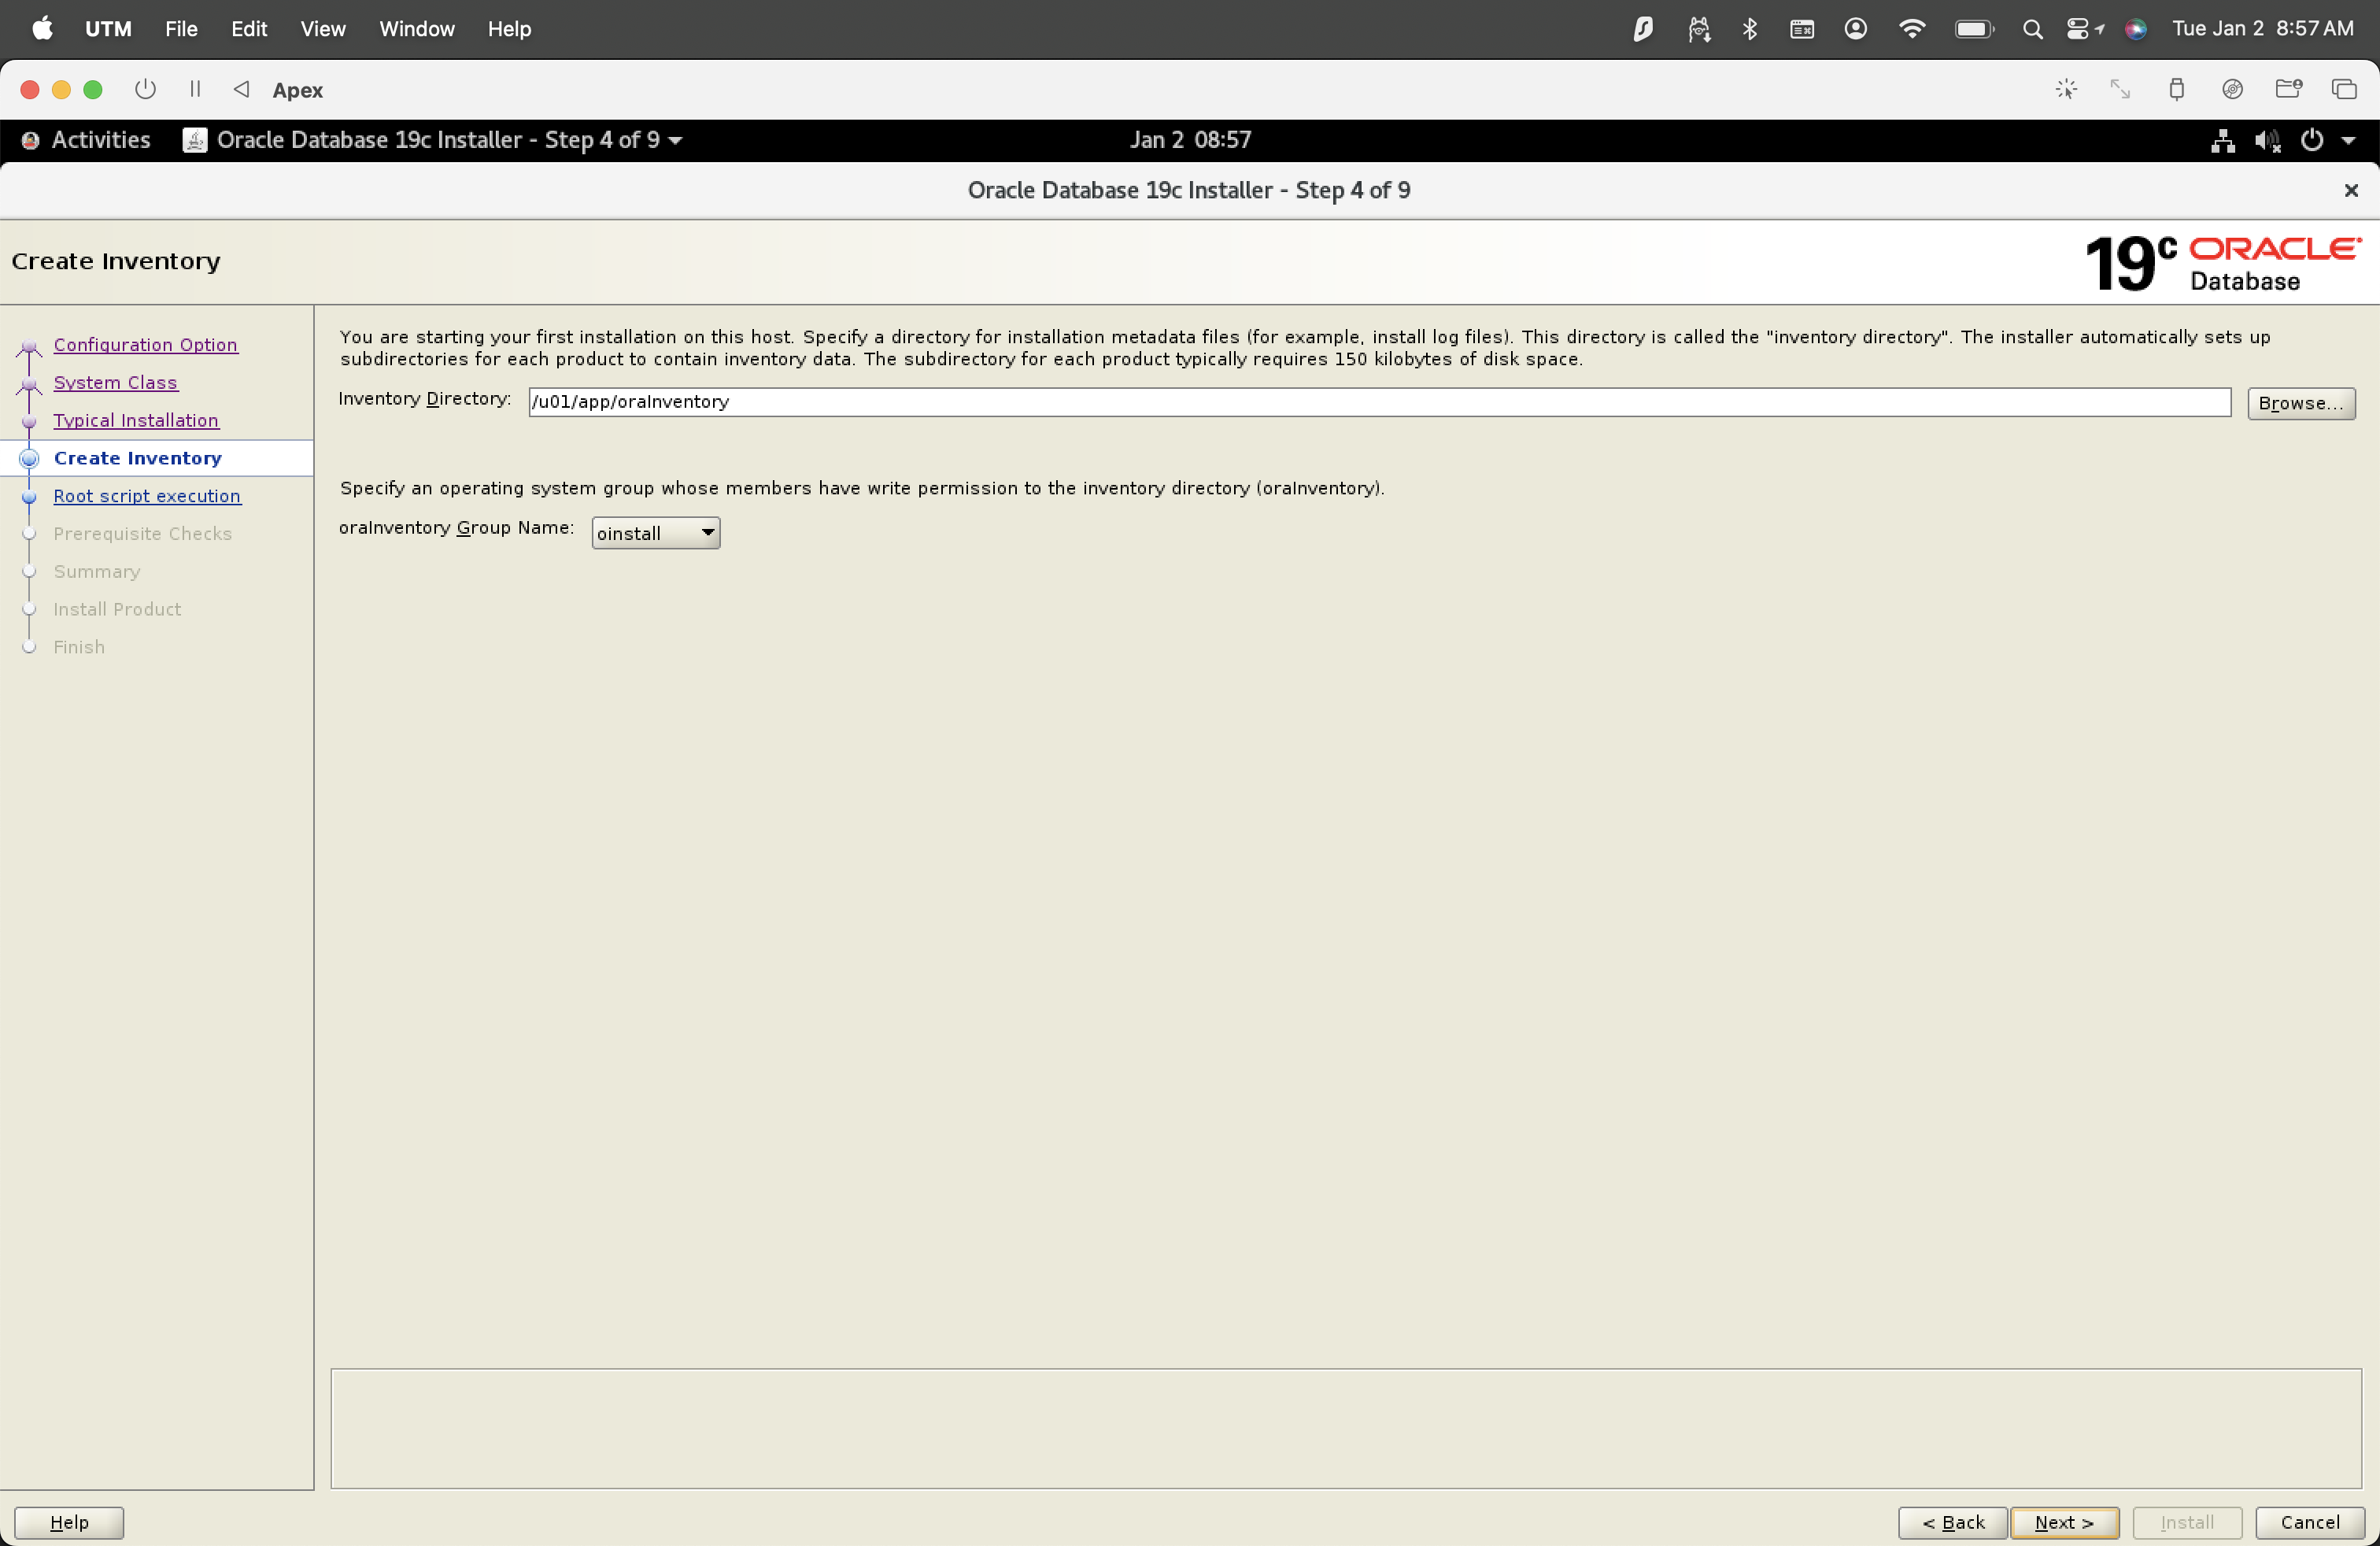 UTM File Edit View Window Help Tue Jan 2 8:57 AM
Apex
Activities Oracle Database 19c Installer - Step 4 of 9 Jan 2 08:57
Oracle Database 19c Installer - Step 4 of 9
Create Inventory
19c ORACLE
Database
Configuration Option
System Class
Typical Installation
Create Inventory
Root script execution
Prerequisite Checks
Summary
Install Product
Finish
You are starting your first installation on this host. Specify a directory for installation metadata files (for example, install log files). This directory is called the "inventory directory". The installer automatically sets up
subdirectories for each product to contain inventory data. The subdirectory for each product typically requires 150 kilobytes of disk space.
Inventory Directory: /u01/app/oraInventory Browse...
Specify an operating system group whose members have write permission to the inventory directory (oraInventory).
oraInventory Group Name: oinstall
Help < Back Next > Install Cancel